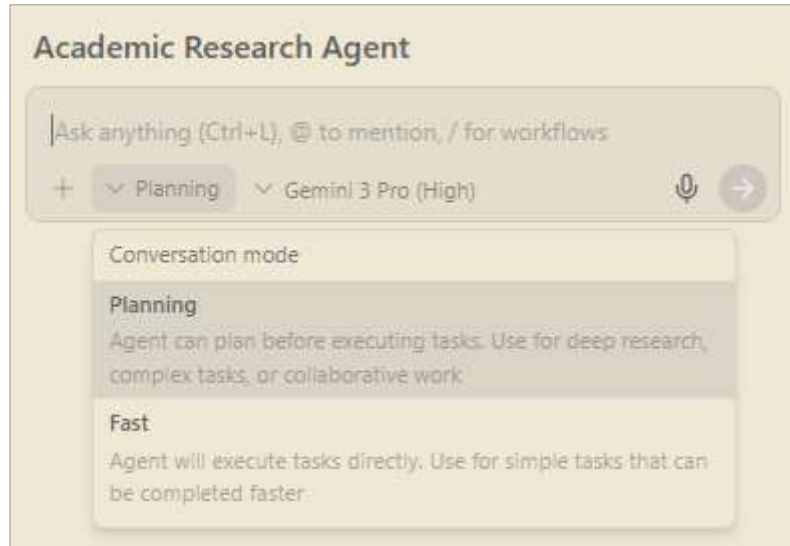 Academic Research Agent
Ask anything (Ctrl+L), @ to mention, / for workflows
Planning
Gemini 3 Pro (High)
Conversation mode
Planning
Agent can plan before executing tasks. Use for deep research,
complex tasks, or collaborative work
Fast
Agent will execute tasks directly. Use for simple tasks that can
be completed faster